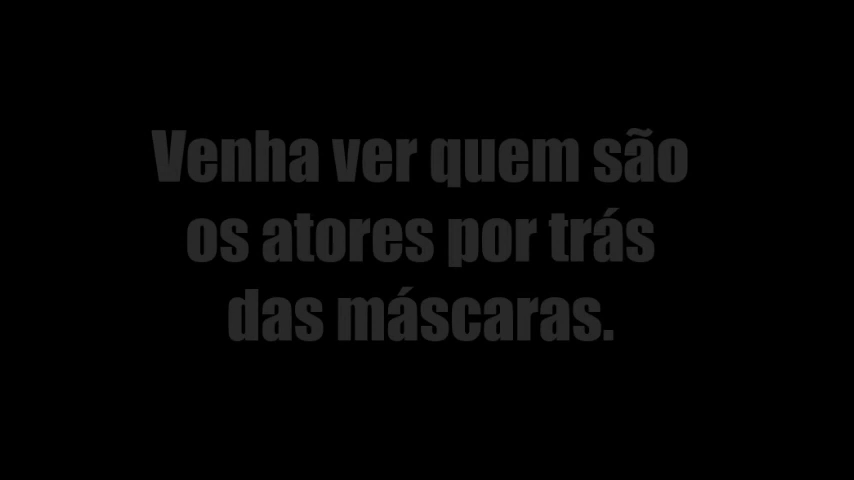 Venha ver quem são
os atores por trás
das máscaras.